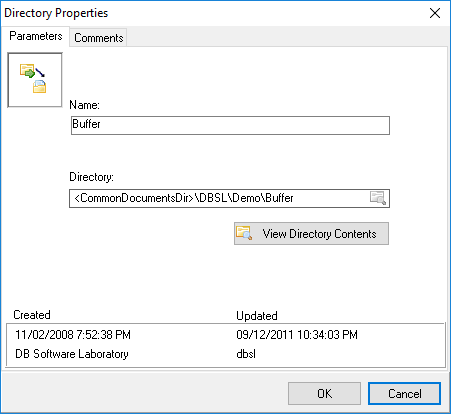 Directory Properties
Parameters Comments
Name:
Buffer
Directory:
<CommonDocumentsDir>\DBSL\Demo\Buffer
View Directory Contents
Created Updated
11/02/2008 7:52:38 PM 09/12/2011 10:34:03 PM
DB Software Laboratory dbsl
OK Cancel